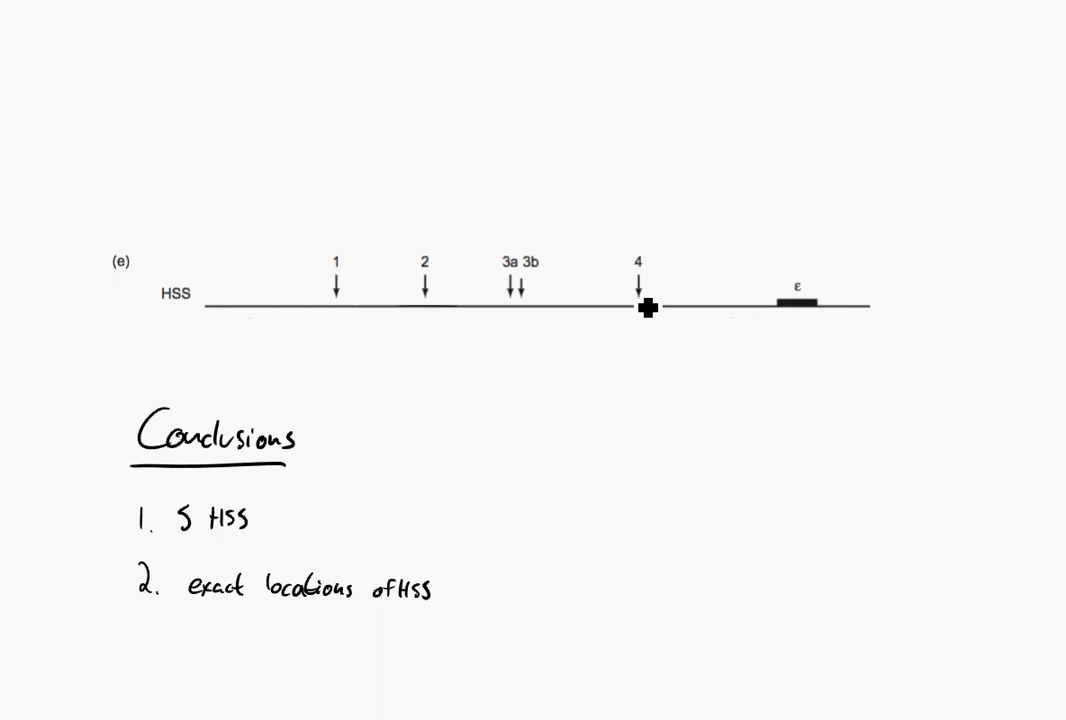 (e)
1 2 3a 3b 4
HSS
ε
Conclusions
1. 5 HSS
2. exact locations of HSS